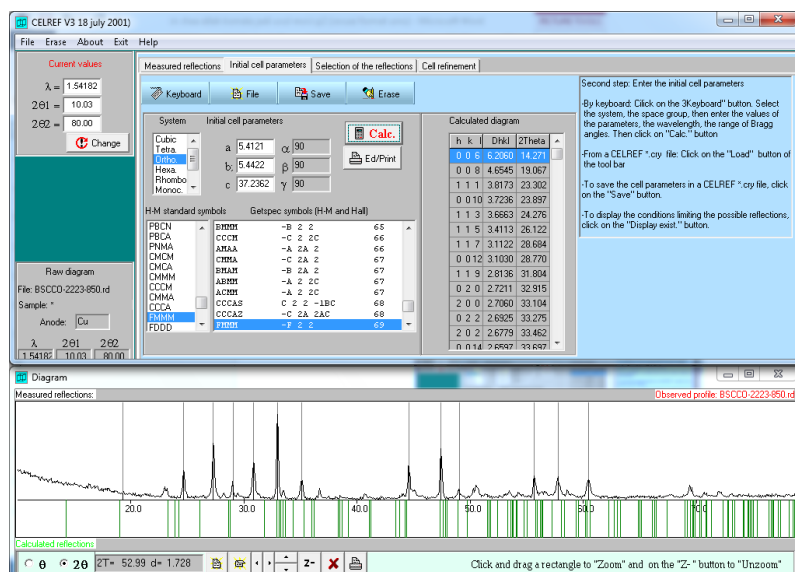 CELREF V3 18 july 2001)
File Erase About Exit Help
Current values
λ = 1.54182
2θ1 = 10.03
2θ2 = 80.00
Change
Measured reflections Initial cell parameters Selection of the reflections Cell refinement
Keyboard File Save Erase
System Initial cell parameters
Cubic
Tetra.
Ortho.
Hexa.
Rhombo
Monoc.
a 5.4121 α 90
b; 5.4422 β 90
c 37.2362 γ 90
Calc.
Ed/Print
H-M standard symbols Getspec symbols (H-M and Hall)
PBCN
PBCA
PNMA
CMCM
CMCA
CMMM
CCCM
CMMA
CCCA
FMMM
FDDD
BMMM -B 2 2 65
CCCM -C 2 2C 66
AMAA -A 2A 2 66
CMMA -C 2A 2 67
BMAM -B 2A 2 67
ABMM -A 2 2C 67
ACMM -A 2 2C 67
CCCAS C 2 2 -1BC 68
CCCAZ -C 2A 2AC 68
FMMM -F 2 2 69
Calculated diagram
h k l Dhkl 2Theta
0 0 6 6.2060 14.271
0 0 8 4.6545 19.067
1 1 1 3.8173 23.302
0 0 10 3.7236 23.897
1 1 3 3.6663 24.276
1 1 5 3.4113 26.122
1 1 7 3.1122 28.684
0 0 12 3.1030 28.770
1 1 9 2.8136 31.804
0 2 0 2.7211 32.915
2 0 0 2.7060 33.104
0 2 2 2.6925 33.275
2 0 2 2.6779 33.462
0 0 14 2.6597 33.697
Second step: Enter the initial cell parameters
-By keyboard: Cilick on the 3Keyboard" button. Select
the system, the space group, then enter the values of
the parameters, the wavelength, the range of Bragg
angles. Then click on "Calc." button
-From a CELREF *.cry file: Click on the "Load" button of
the tool bar
-To save the cell parameters in a CELREF *.cry file, click
on the "Save" button.
-To display the conditions limiting the possible reflections,
click on the "Display exist." button.
Raw diagram
File: BSCCO-2223-850.rd
Sample: *
Anode: Cu
λ 2θ1 2θ2
1.54182 10.03 80.00
Diagram
Measured reflections: Observed profile: BSCCO-2223-850.rd
20.0 30.0 40.0 50.0 60.0 70.0
Calculated reflections
θ 2θ 2T= 52.99 d= 1.728 Z- Click and drag a rectangle to "Zoom" and on the "Z-" button to "Unzoom"